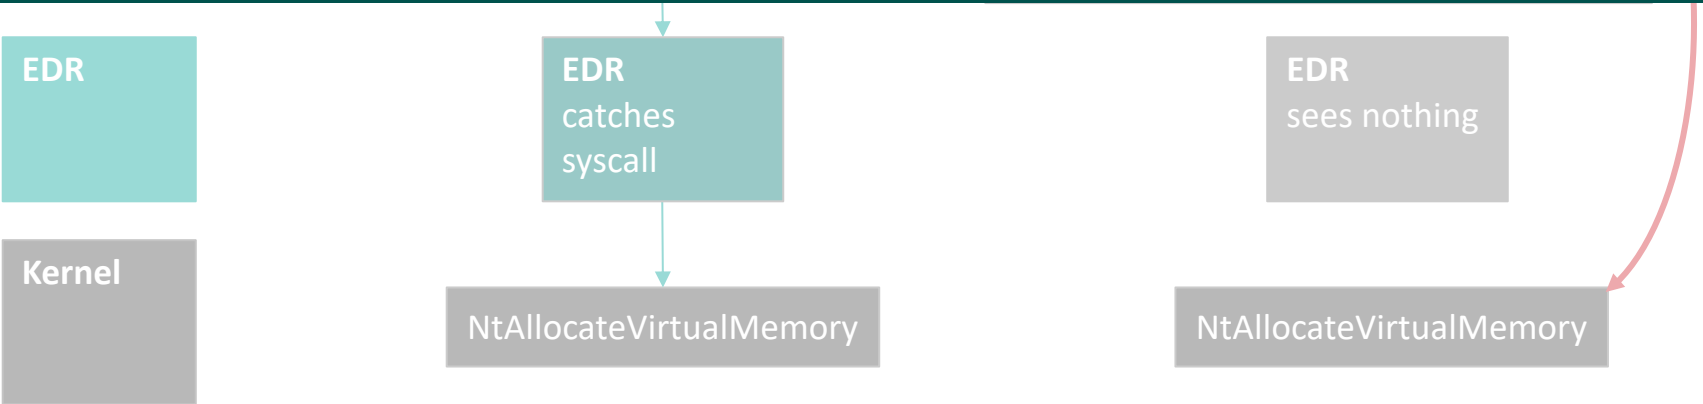 EDR
EDR
catches
syscall
EDR
sees nothing
Kernel
NtAllocateVirtualMemory
NtAllocateVirtualMemory